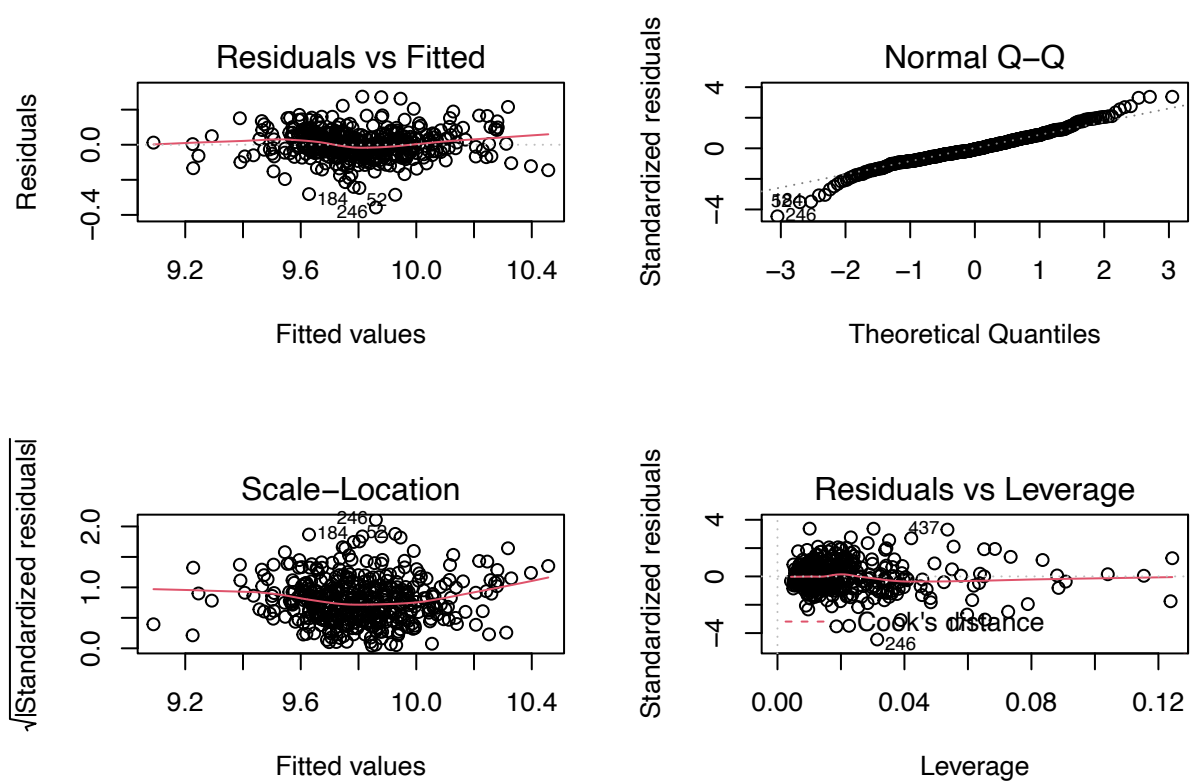 Residuals vs Fitted
Residuals
0.0
−0.4
184
52
246
9.2 9.6 10.0 10.4
Fitted values
Normal Q−Q
Standardized residuals
4
0
−4
246
−3 −2 −1 0 1 2 3
Theoretical Quantiles
Scale−Location
√|Standardized residuals|
2.0
1.0
0.0
246
184
52
9.2 9.6 10.0 10.4
Fitted values
Residuals vs Leverage
Standardized residuals
4
0
−4
437
Cook's distance
246
0.00 0.04 0.08 0.12
Leverage